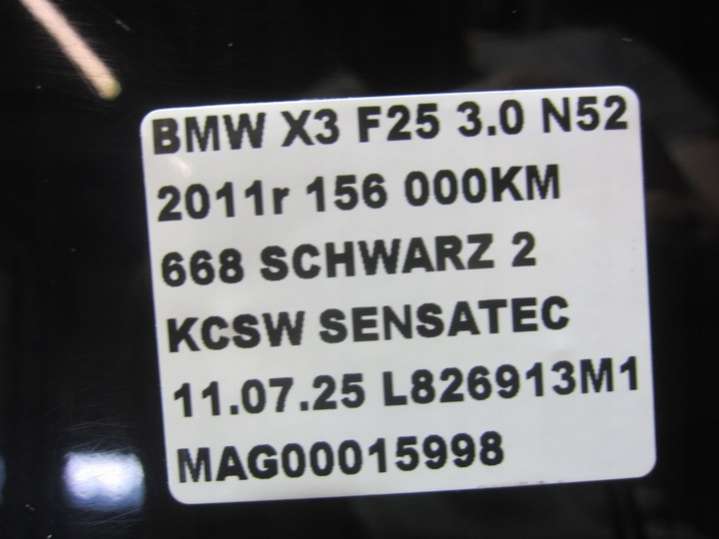 BMW X3 F25 3.0 N52
2011r 156 000KM
668 SCHWARZ 2
KCSW SENSATEC
11.07.25 L826913M1
MAG00015998